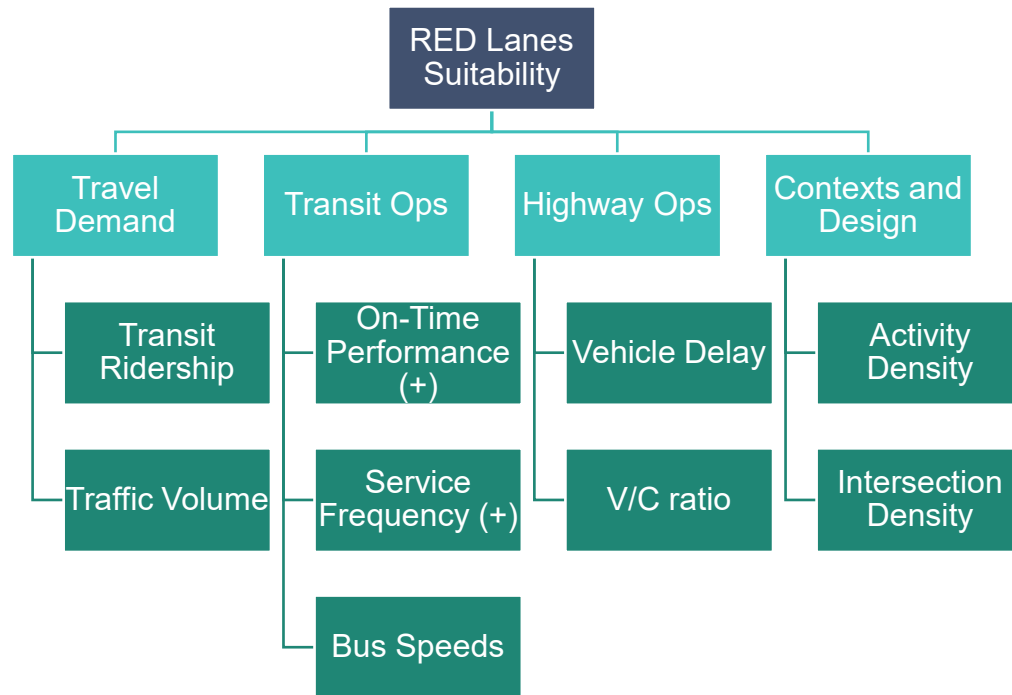 RED Lanes
Suitability
Travel
Demand
Transit Ops
Highway Ops
Contexts and
Design
Transit
Ridership
On-Time
Performance
(+)
Vehicle Delay
Activity
Density
Traffic Volume
Service
Frequency (+)
V/C ratio
Intersection
Density
Bus Speeds